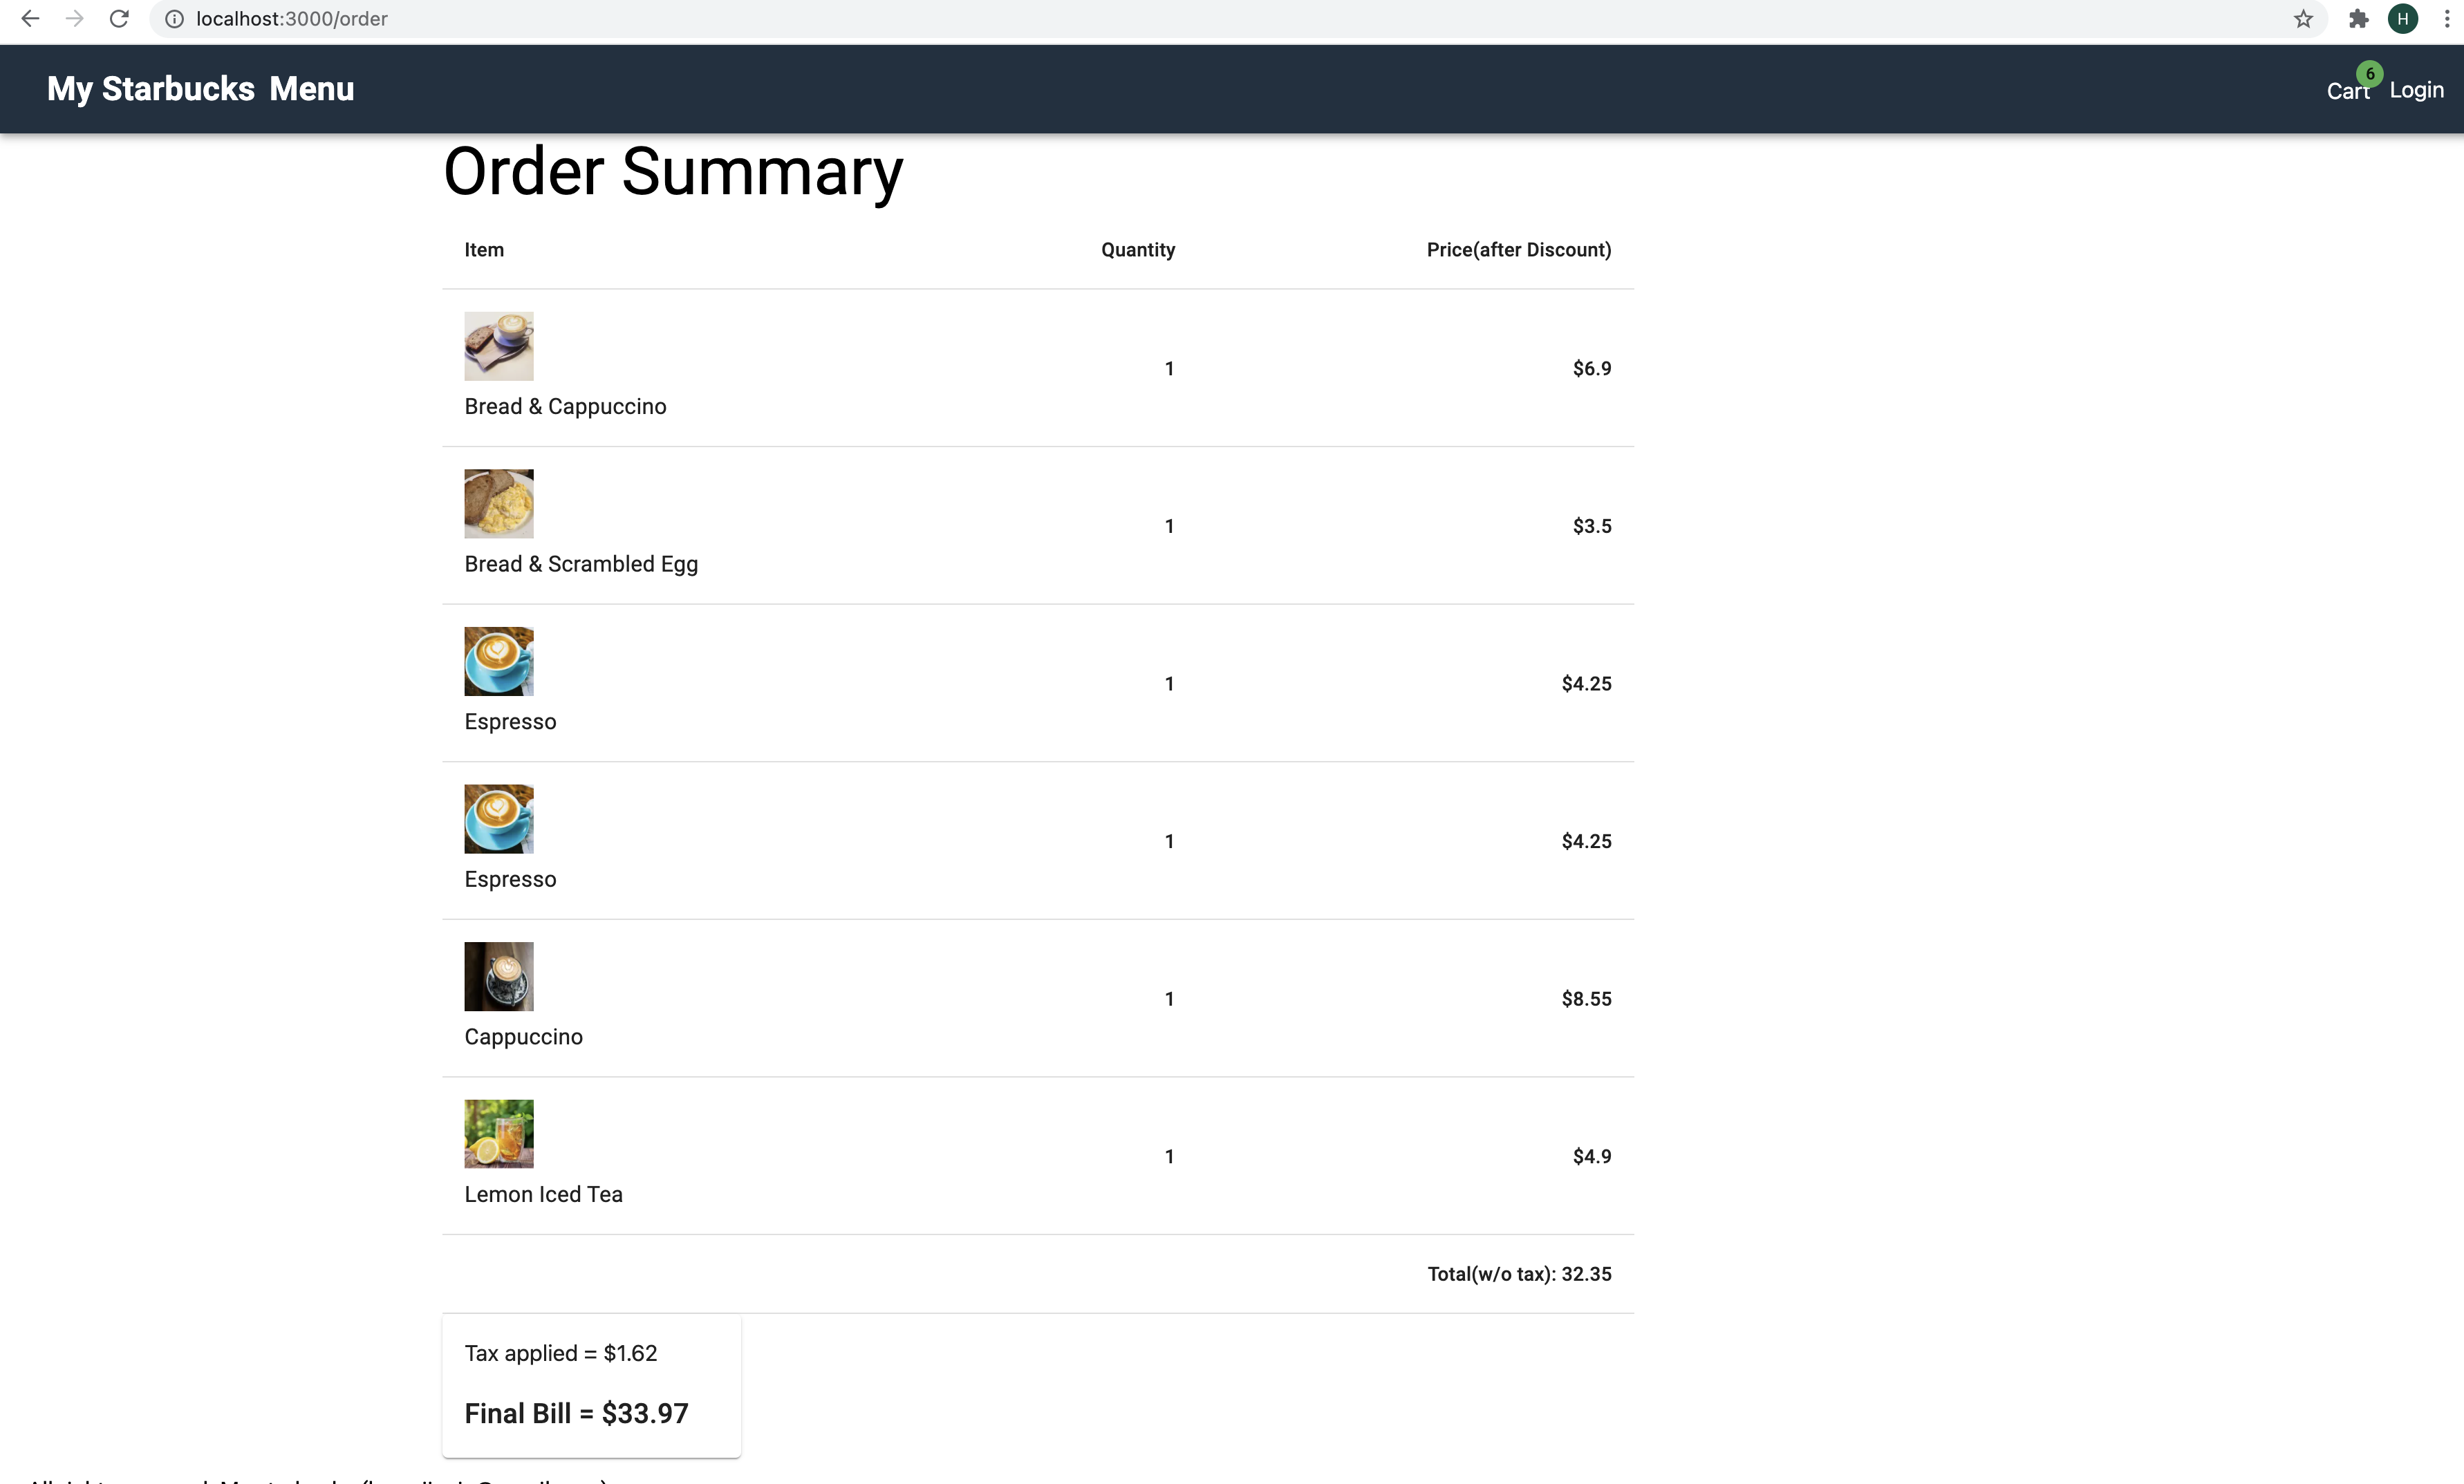 localhost:3000/order
H
My Starbucks Menu
Cart 6 Login
Order Summary
Item Quantity Price(after Discount)
1 $6.9
Bread & Cappuccino
1 $3.5
Bread & Scrambled Egg
1 $4.25
Espresso
1 $4.25
Espresso
1 $8.55
Cappuccino
1 $4.9
Lemon Iced Tea
Total(w/o tax): 32.35
Tax applied = $1.62
Final Bill = $33.97